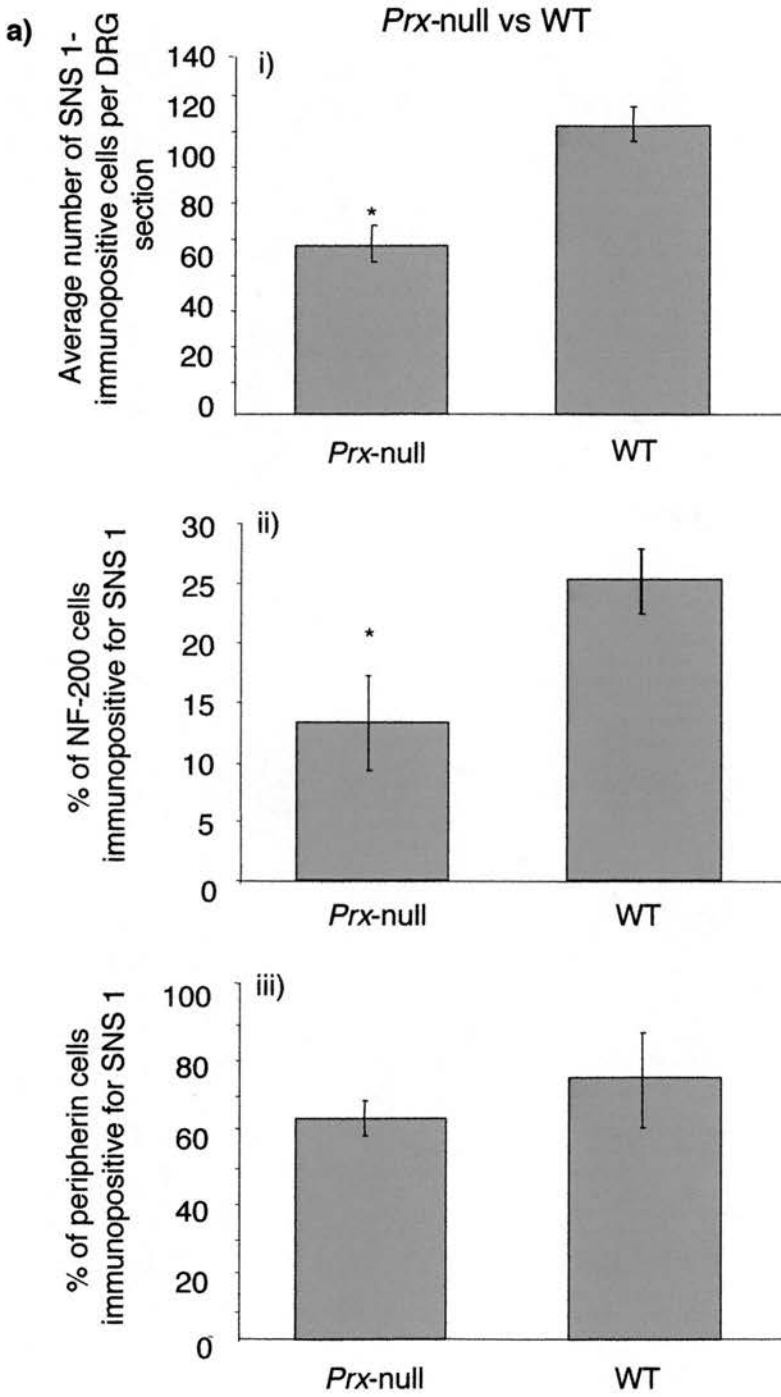 a)
Prx-null vs WT
Average number of SNS 1-
immunopositive cells per DRG
section
i)
140
120
100
80
60
40
20
0
*
Prx-null
WT
% of NF-200 cells
immunopositive for SNS 1
ii)
30
25
20
15
10
5
0
*
Prx-null
WT
% of peripherin cells
immunopositive for SNS 1
iii)
100
80
60
40
20
0
Prx-null
WT